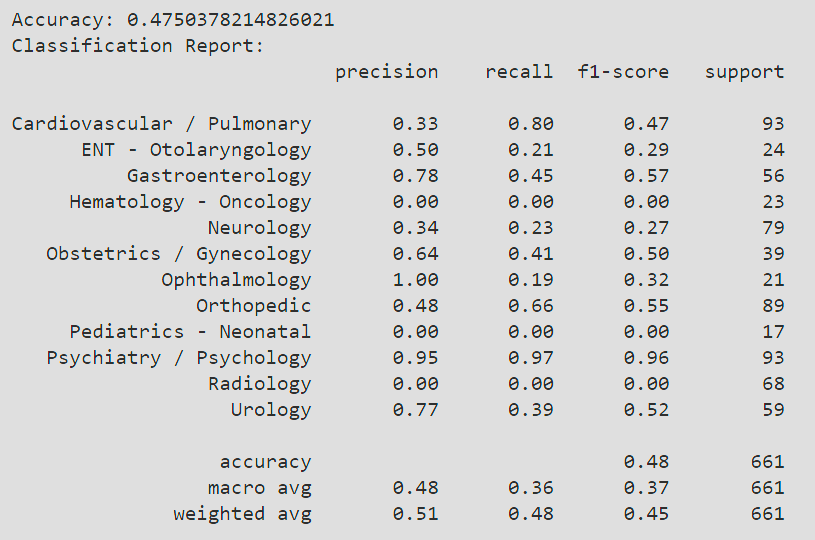 Accuracy: 0.4750378214826021
Classification Report:
precision recall f1-score support
Cardiovascular / Pulmonary 0.33 0.80 0.47 93
ENT - Otolaryngology 0.50 0.21 0.29 24
Gastroenterology 0.78 0.45 0.57 56
Hematology - Oncology 0.00 0.00 0.00 23
Neurology 0.34 0.23 0.27 79
Obstetrics / Gynecology 0.64 0.41 0.50 39
Ophthalmology 1.00 0.19 0.32 21
Orthopedic 0.48 0.66 0.55 89
Pediatrics - Neonatal 0.00 0.00 0.00 17
Psychiatry / Psychology 0.95 0.97 0.96 93
Radiology 0.00 0.00 0.00 68
Urology 0.77 0.39 0.52 59
accuracy 0.48 661
macro avg 0.48 0.36 0.37 661
weighted avg 0.51 0.48 0.45 661